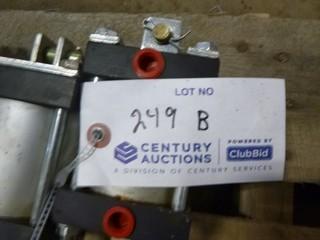 LOT NO
249 B
CENTURY
AUCTIONS
POWERED BY
ClubBid
A DIVISION OF CENTURY SERVICES